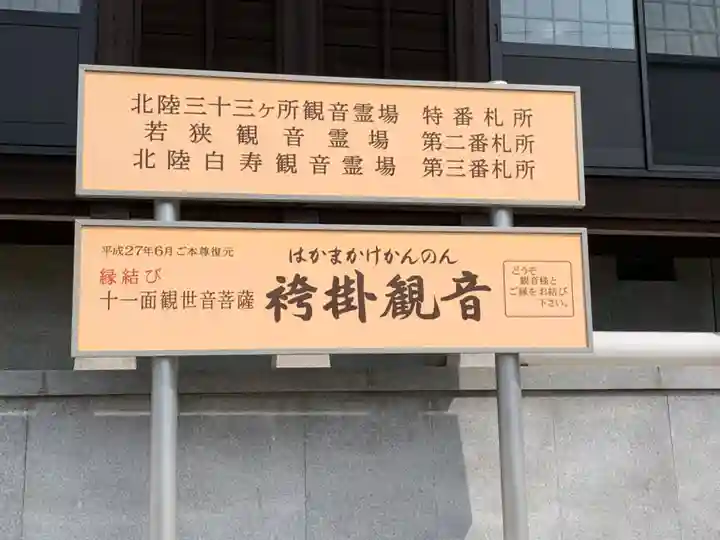 北陸三十三ヶ所観音霊場 特番札所
若狭観音霊場 第二番札所
北陸白寿観音霊場 第三番札所
平成27年6月ご本尊復元
縁結び
十一面観世音菩薩
はかまかけかんのん
袴掛観音
どうぞ
観音様と
ご縁をお結び
下さい。